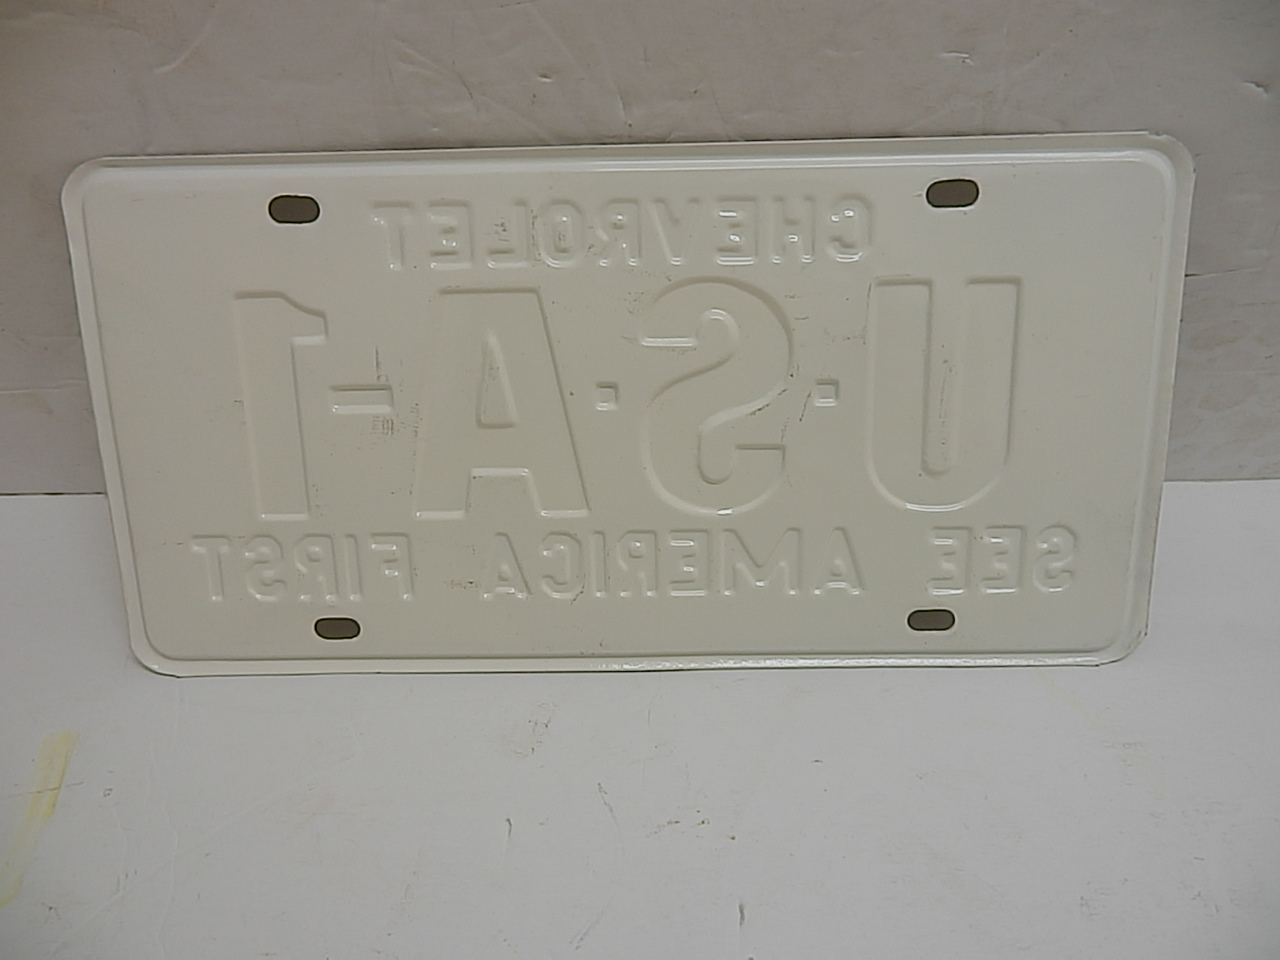 CHEVROLET
U·S·A-1
SEE AMERICA FIRST